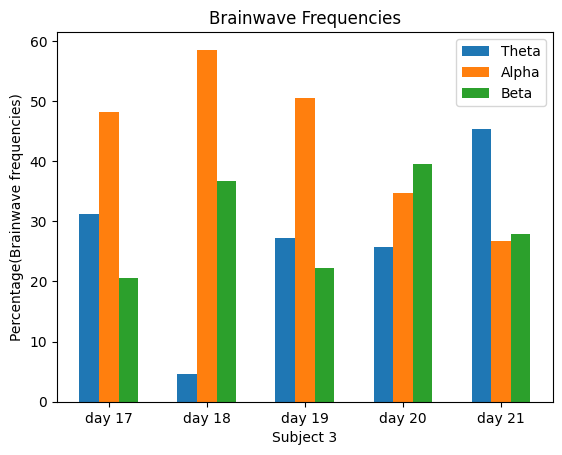 Brainwave Frequencies
Percentage(Brainwave frequencies)
60
50
40
30
20
10
0
Theta
Alpha
Beta
day 17 day 18 day 19 day 20 day 21
Subject 3